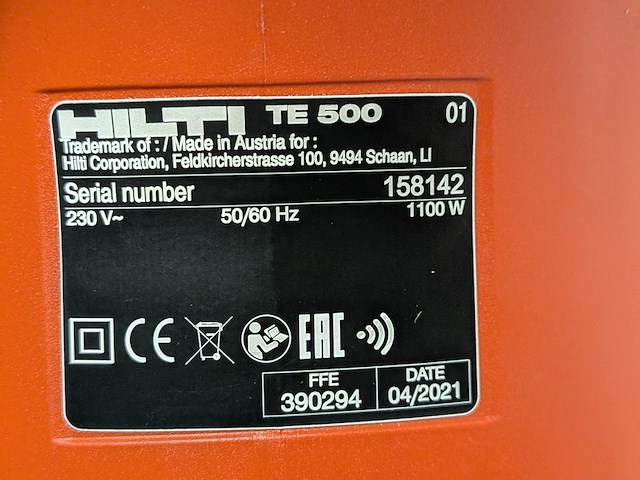 HILTI TE 500 01
Trademark of : / Made in Austria for :
Hilti Corporation, Feldkircherstrasse 100, 9494 Schaan, LI
Serial number 158142
230 V~ 50/60 Hz 1100 W
CE EAC
FFE DATE
390294 04/2021